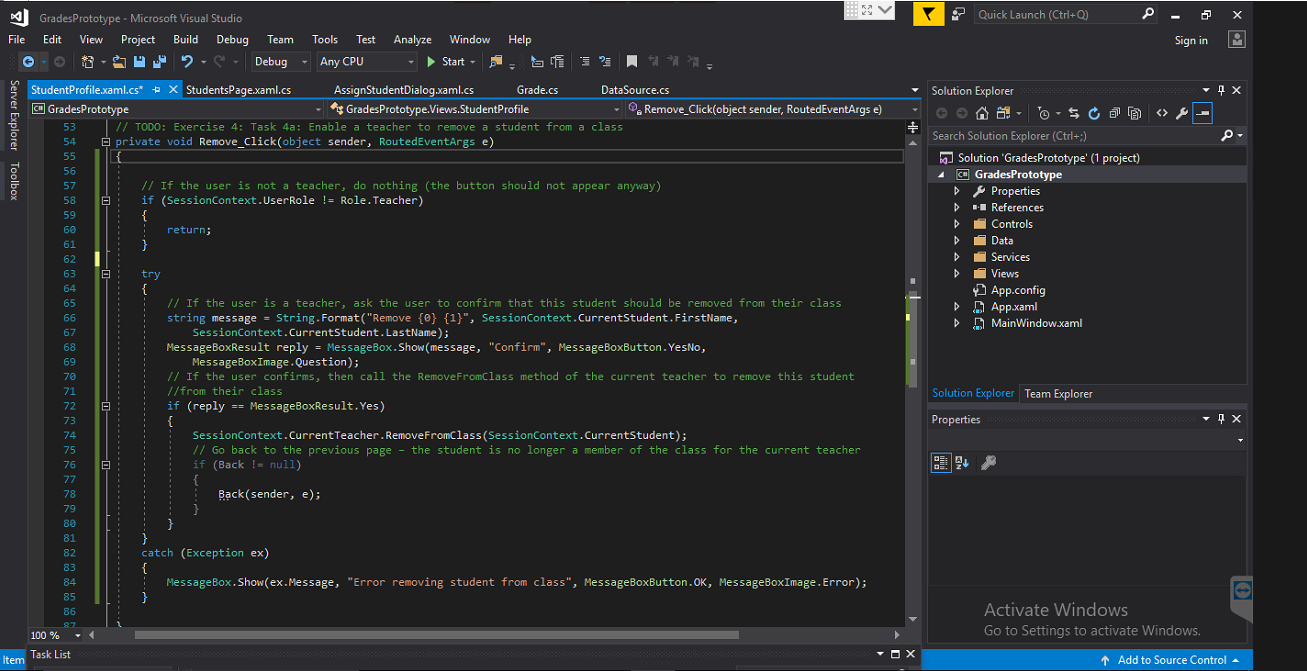 GradesPrototype - Microsoft Visual Studio
Quick Launch (Ctrl+Q)
File Edit View Project Build Debug Team Tools Test Analyze Window Help
Sign in
Debug Any CPU Start
Server Explorer
Toolbox
StudentProfile.xaml.cs* StudentsPage.xaml.cs AssignStudentDialog.xaml.cs Grade.cs DataSource.cs
GradesPrototype GradesPrototype.Views.StudentProfile Remove_Click(object sender, RoutedEventArgs e)
53 // TODO: Exercise 4: Task 4a: Enable a teacher to remove a student from a class
54 private void Remove_Click(object sender, RoutedEventArgs e)
55 {
56
57 // If the user is not a teacher, do nothing (the button should not appear anyway)
58 if (SessionContext.UserRole != Role.Teacher)
59 {
60 return;
61 }
62
63 try
64 {
65 // If the user is a teacher, ask the user to confirm that this student should be removed from their class
66 string message = String.Format("Remove {0} {1}", SessionContext.CurrentStudent.FirstName,
67 SessionContext.CurrentStudent.LastName);
68 MessageBoxResult reply = MessageBox.Show(message, "Confirm", MessageBoxButton.YesNo,
69 MessageBoxImage.Question);
70 // If the user confirms, then call the RemoveFromClass method of the current teacher to remove this student
71 //from their class
72 if (reply == MessageBoxResult.Yes)
73 {
74 SessionContext.CurrentTeacher.RemoveFromClass(SessionContext.CurrentStudent);
75 // Go back to the previous page – the student is no longer a member of the class for the current teacher
76 if (Back != null)
77 {
78 Back(sender, e);
79 }
80 }
81 }
82 catch (Exception ex)
83 {
84 MessageBox.Show(ex.Message, "Error removing student from class", MessageBoxButton.OK, MessageBoxImage.Error);
85 }
86
87 }
100 %
Task List
Item
Solution Explorer
Search Solution Explorer (Ctrl+;)
Solution 'GradesPrototype' (1 project)
GradesPrototype
Properties
References
Controls
Data
Services
Views
App.config
App.xaml
MainWindow.xaml
Solution Explorer Team Explorer
Properties
Activate Windows
Go to Settings to activate Windows.
Add to Source Control